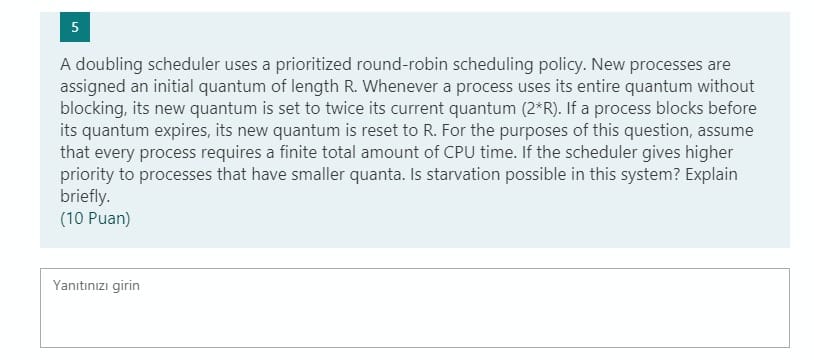 5
A doubling scheduler uses a prioritized round-robin scheduling policy. New processes are
assigned an initial quantum of length R. Whenever a process uses its entire quantum without
blocking, its new quantum is set to twice its current quantum (2*R). If a process blocks before
its quantum expires, its new quantum is reset to R. For the purposes of this question, assume
that every process requires a finite total amount of CPU time. If the scheduler gives higher
priority to processes that have smaller quanta. Is starvation possible in this system? Explain
briefly.
(10 Puan)
Yanıtınızı girin